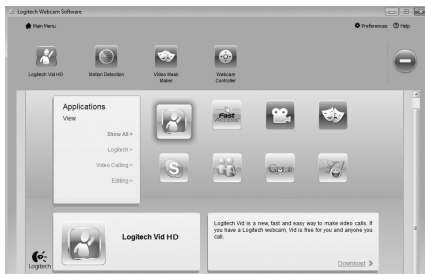 Logitech Webcam Software
Main Menu
Preferences
Help
Logitech Vid HD
Motion Detection
Video Mask
Maker
Webcam
Controller
Applications
View
Show All >
Logitech >
Video Calling >
Editing >
Fast
Access
Logitech Vid HD
Logitech Vid is a new, fast and easy way to make video calls. If
you have a Logitech webcam, Vid is free for you and anyone you
call.
Download >
Logitech